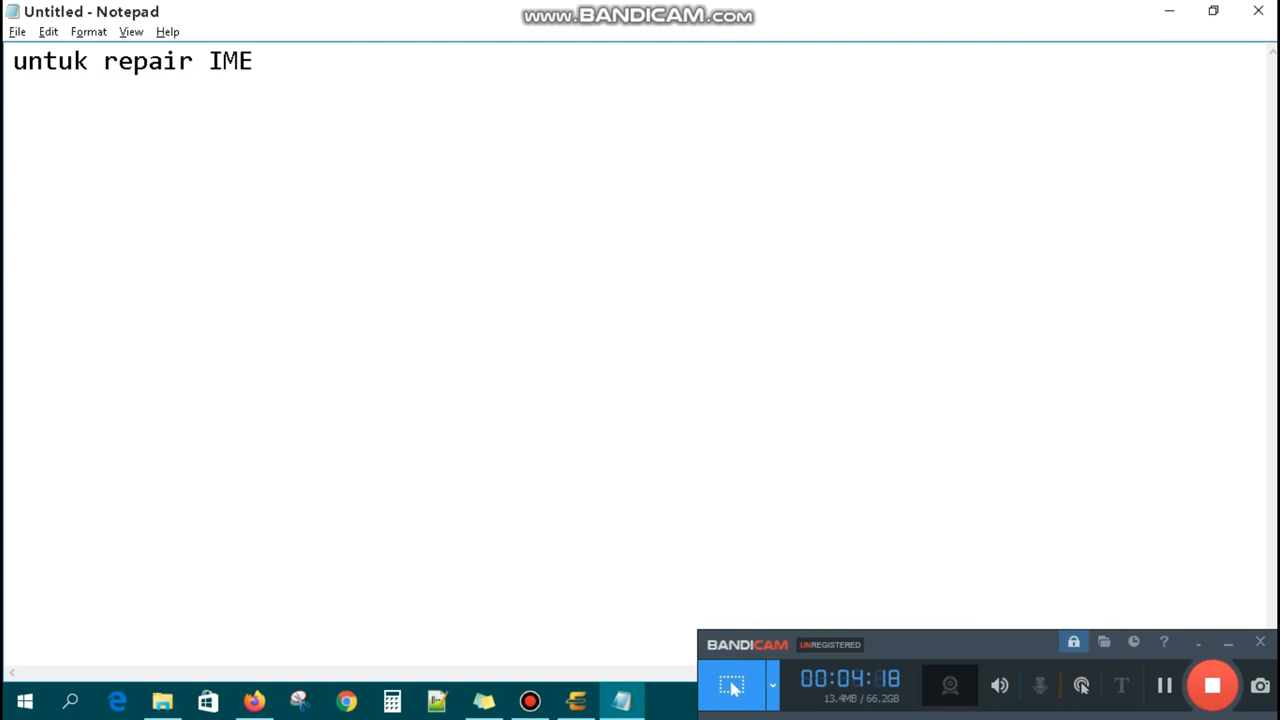 Untitled - Notepad
www.BANDICAM.com
File Edit Format View Help
untuk repair IME
BANDICAM UNREGISTERED
00:04:18
13.4MB / 66.2GB